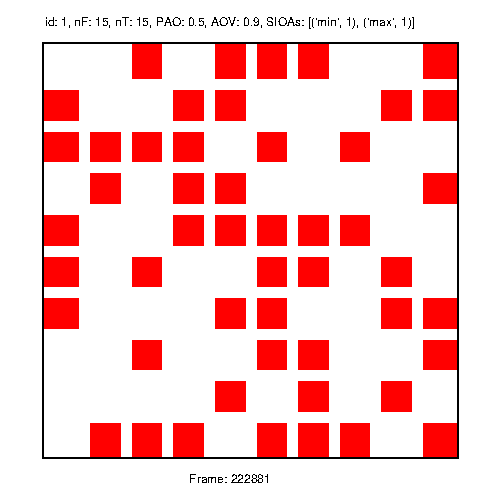 id: 1, nF: 15, nT: 15, PAO: 0.5, AOV: 0.9, SIOAs: [('min', 1), ('max', 1)]
Frame: 222881